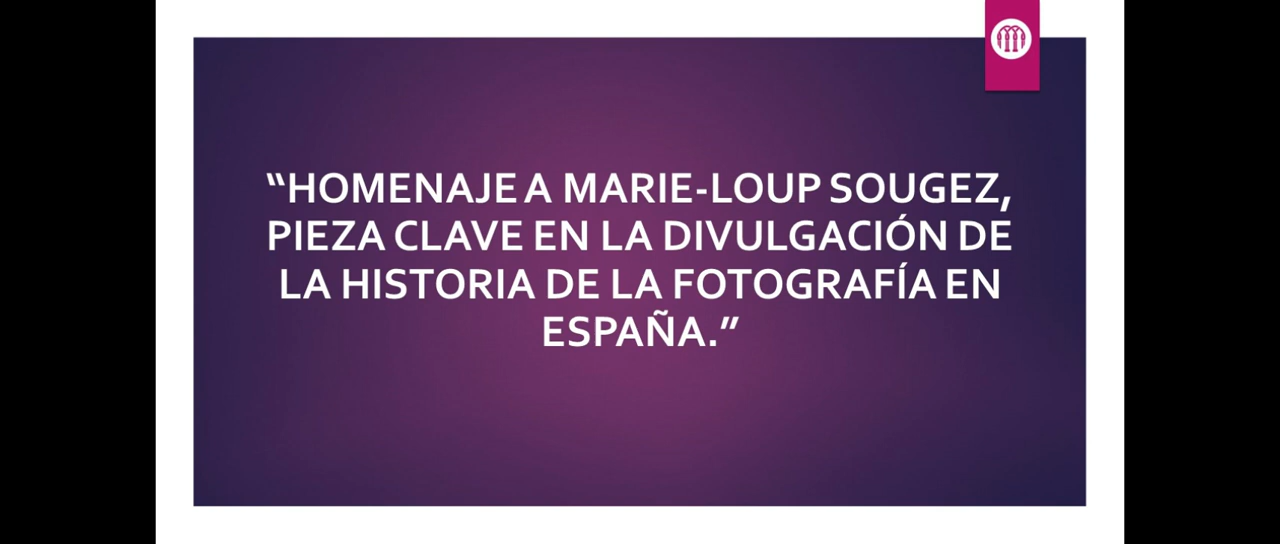 “HOMENAJE A MARIE-LOUP SOUGEZ,
PIEZA CLAVE EN LA DIVULGACIÓN DE
LA HISTORIA DE LA FOTOGRAFÍA EN
ESPAÑA.”